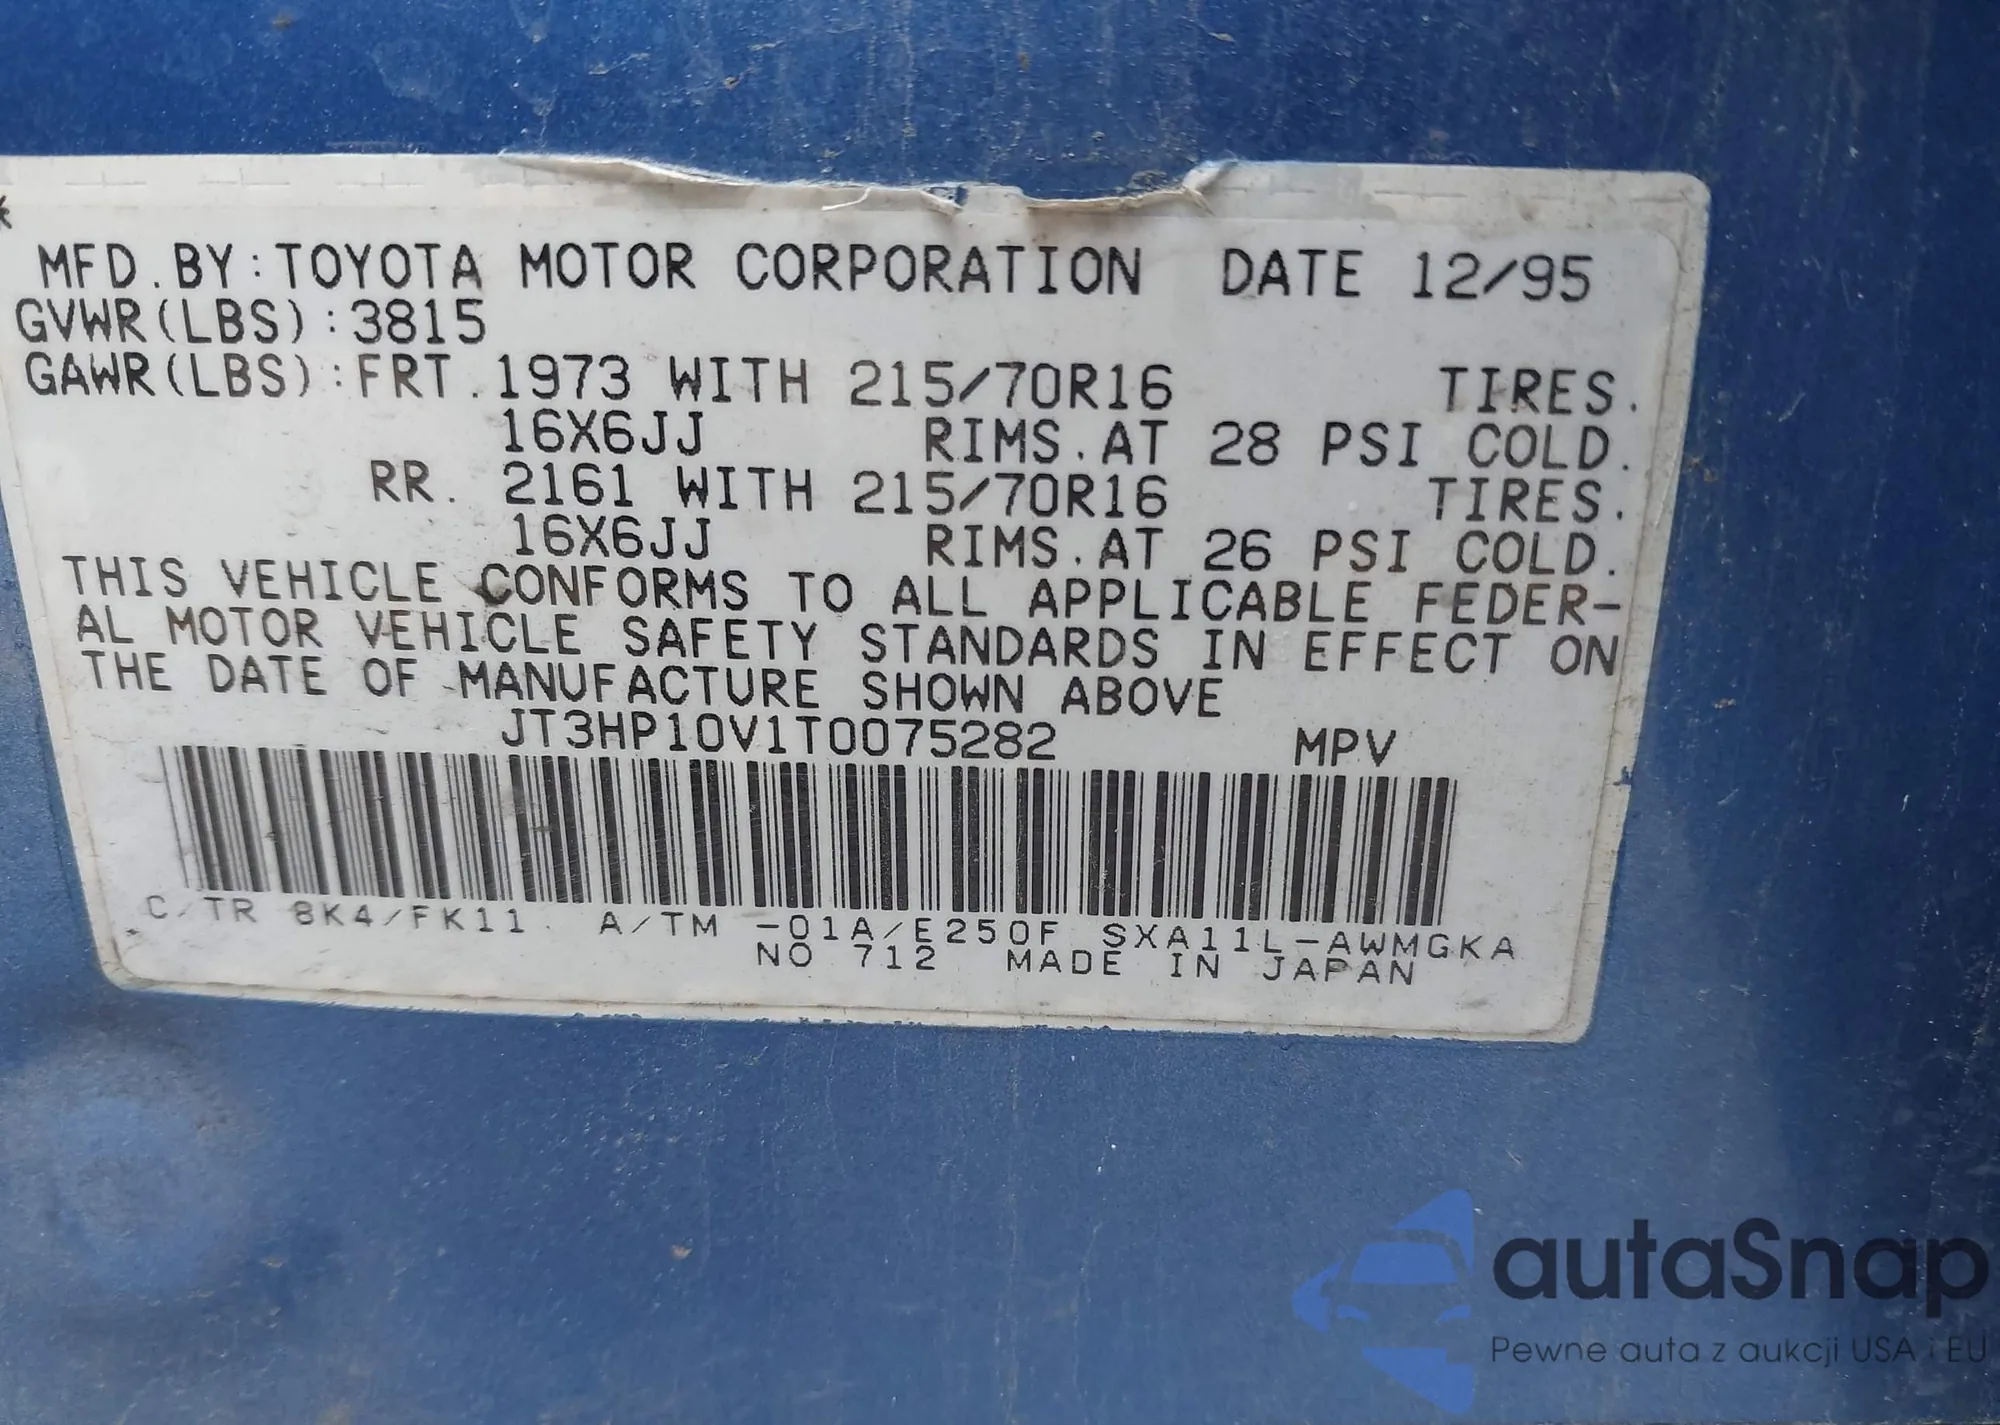 *
MFD.BY:TOYOTA MOTOR CORPORATION DATE 12/95
GVWR(LBS):3815
GAWR(LBS):FRT.1973 WITH 215/70R16 TIRES.
16X6JJ RIMS.AT 28 PSI COLD.
RR. 2161 WITH 215/70R16 TIRES.
16X6JJ RIMS.AT 26 PSI COLD.
THIS VEHICLE CONFORMS TO ALL APPLICABLE FEDER-
AL MOTOR VEHICLE SAFETY STANDARDS IN EFFECT ON
THE DATE OF MANUFACTURE SHOWN ABOVE
JT3HP10V1T0075282 MPV
C/TR 8K4/FK11 A/TM -01A/E250F SXA11L-AWMGKA
NO 712 MADE IN JAPAN
autaSnap
Pewne auta z aukcji USA i EU